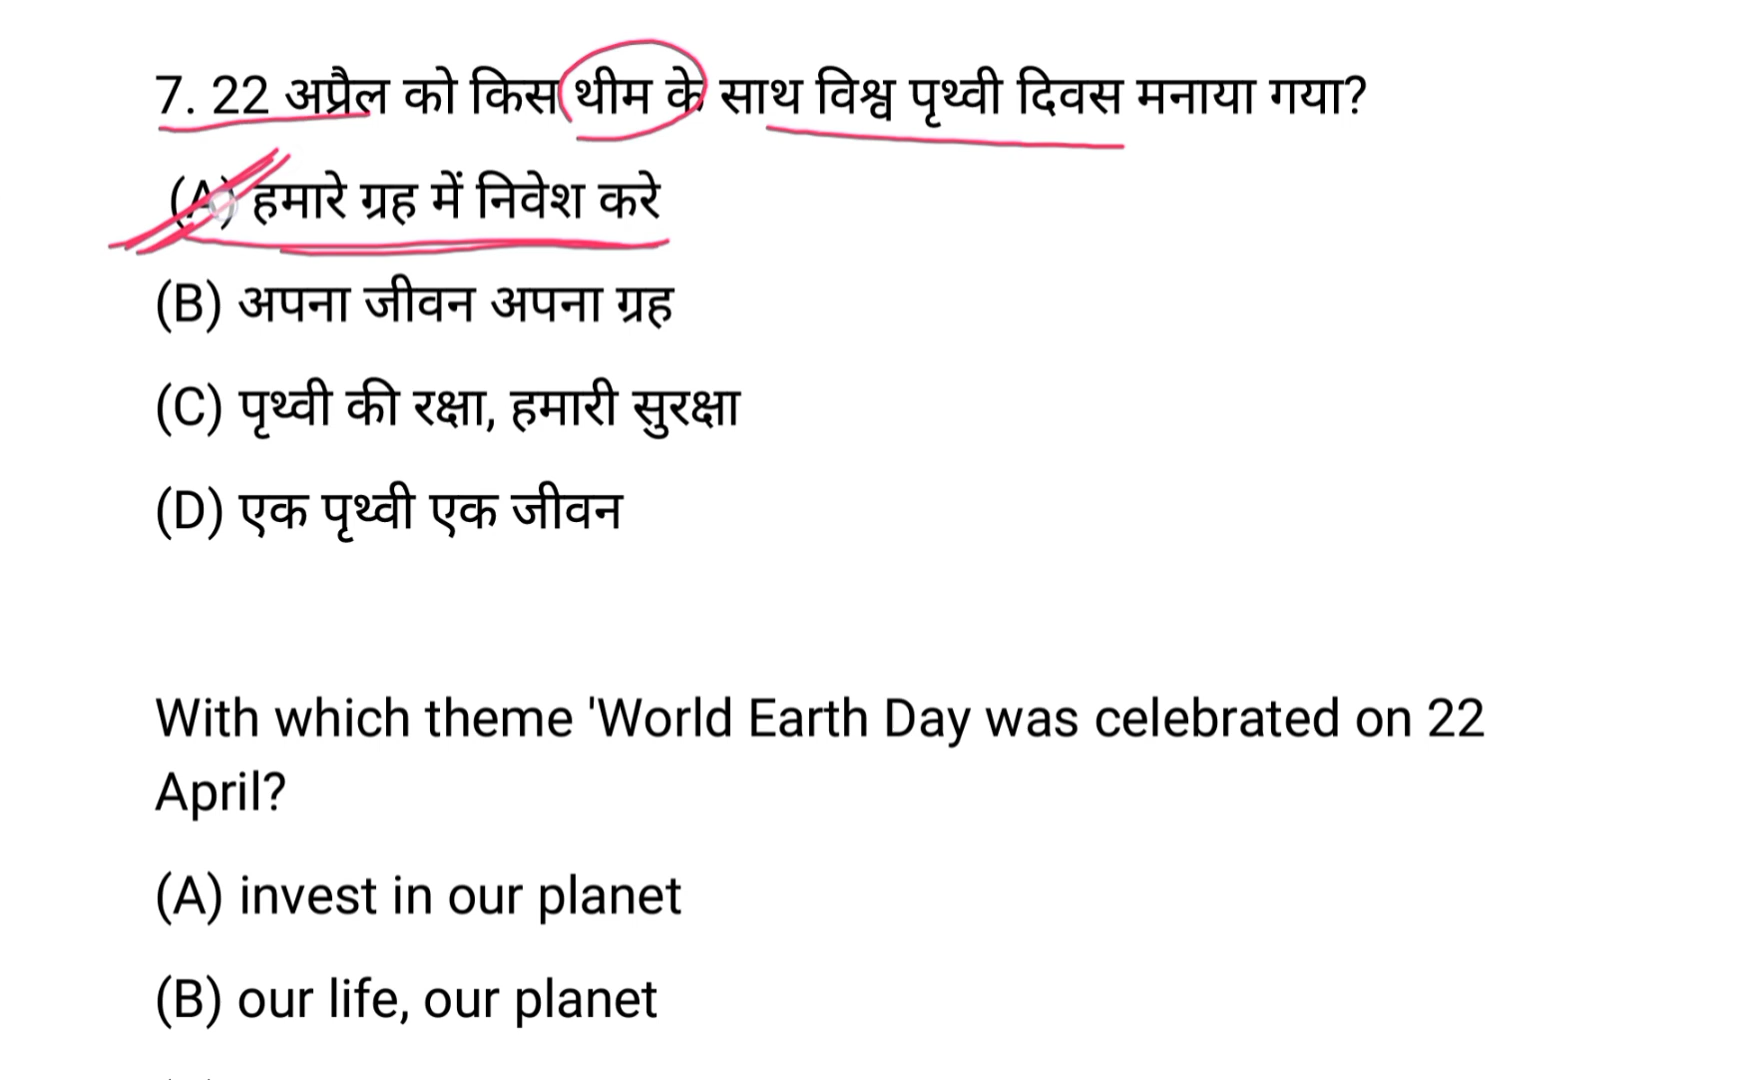 7. 22 अप्रैल को किस थीम के साथ विश्व पृथ्वी दिवस मनाया गया?
(A) हमारे ग्रह में निवेश करे
(B) अपना जीवन अपना ग्रह
(C) पृथ्वी की रक्षा, हमारी सुरक्षा
(D) एक पृथ्वी एक जीवन
With which theme 'World Earth Day was celebrated on 22
April?
(A) invest in our planet
(B) our life, our planet